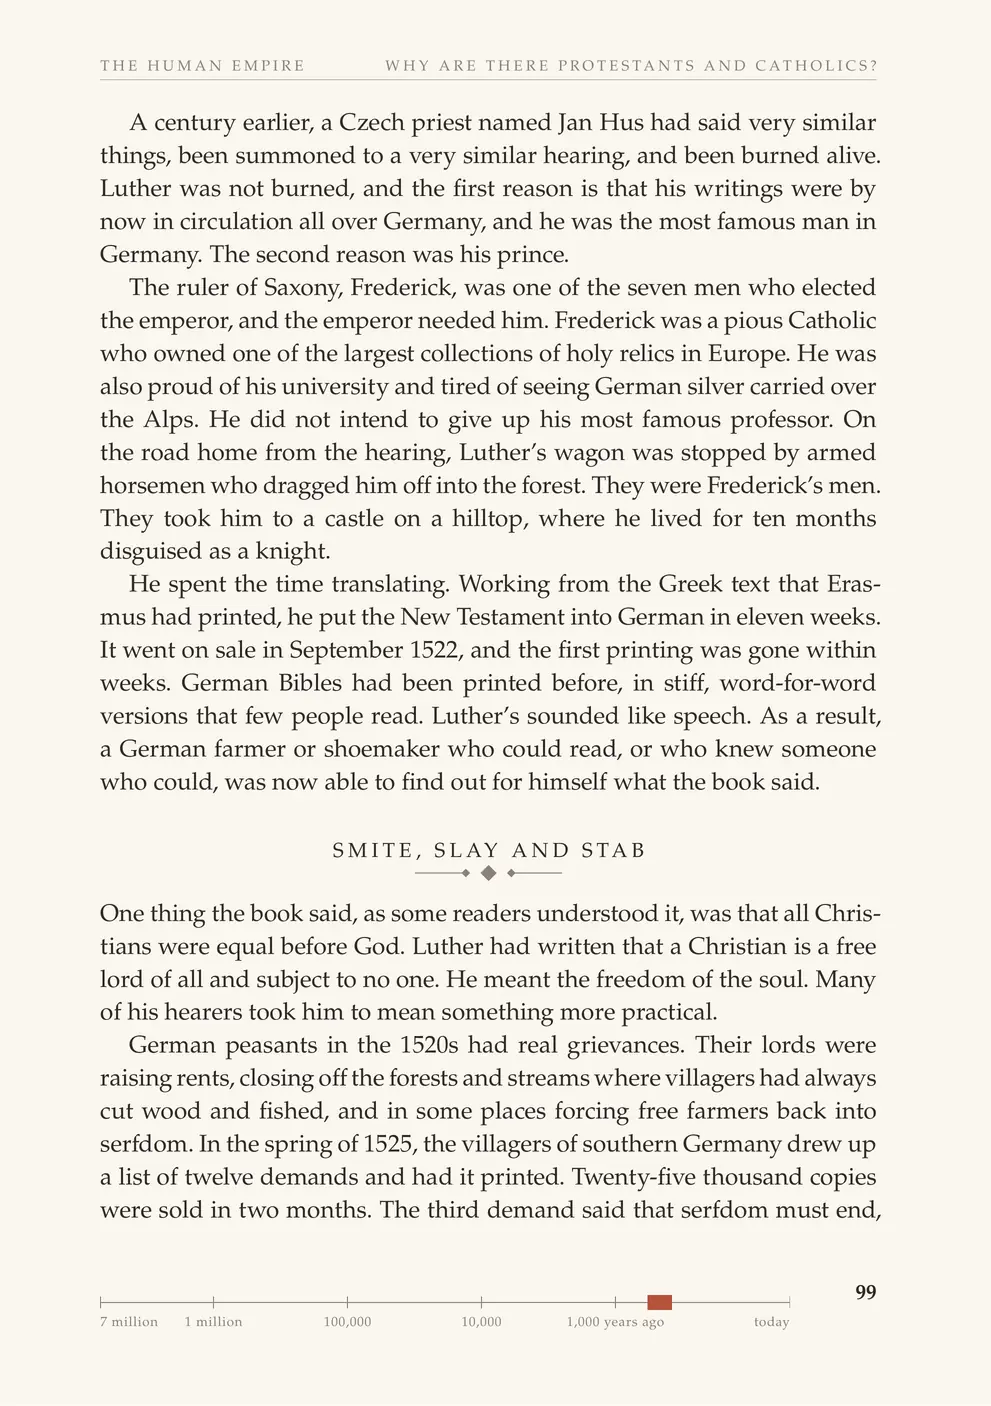 THE HUMAN EMPIRE
WHY ARE THERE PROTESTANTS AND CATHOLICS?
A century earlier, a Czech priest named Jan Hus had said very similar
things, been summoned to a very similar hearing, and been burned alive.
Luther was not burned, and the first reason is that his writings were by
now in circulation all over Germany, and he was the most famous man in
Germany. The second reason was his prince.
The ruler of Saxony, Frederick, was one of the seven men who elected
the emperor, and the emperor needed him. Frederick was a pious Catholic
who owned one of the largest collections of holy relics in Europe. He was
also proud of his university and tired of seeing German silver carried over
the Alps. He did not intend to give up his most famous professor. On
the road home from the hearing, Luther’s wagon was stopped by armed
horsemen who dragged him off into the forest. They were Frederick’s men.
They took him to a castle on a hilltop, where he lived for ten months
disguised as a knight.
He spent the time translating. Working from the Greek text that Eras-
mus had printed, he put the New Testament into German in eleven weeks.
It went on sale in September 1522, and the first printing was gone within
weeks. German Bibles had been printed before, in stiff, word-for-word
versions that few people read. Luther’s sounded like speech. As a result,
a German farmer or shoemaker who could read, or who knew someone
who could, was now able to find out for himself what the book said.
SMITE, SLAY AND STAB
One thing the book said, as some readers understood it, was that all Chris-
tians were equal before God. Luther had written that a Christian is a free
lord of all and subject to no one. He meant the freedom of the soul. Many
of his hearers took him to mean something more practical.
German peasants in the 1520s had real grievances. Their lords were
raising rents, closing off the forests and streams where villagers had always
cut wood and fished, and in some places forcing free farmers back into
serfdom. In the spring of 1525, the villagers of southern Germany drew up
a list of twelve demands and had it printed. Twenty-five thousand copies
were sold in two months. The third demand said that serfdom must end,
99
7 million
1 million
100,000
10,000
1,000 years ago
today